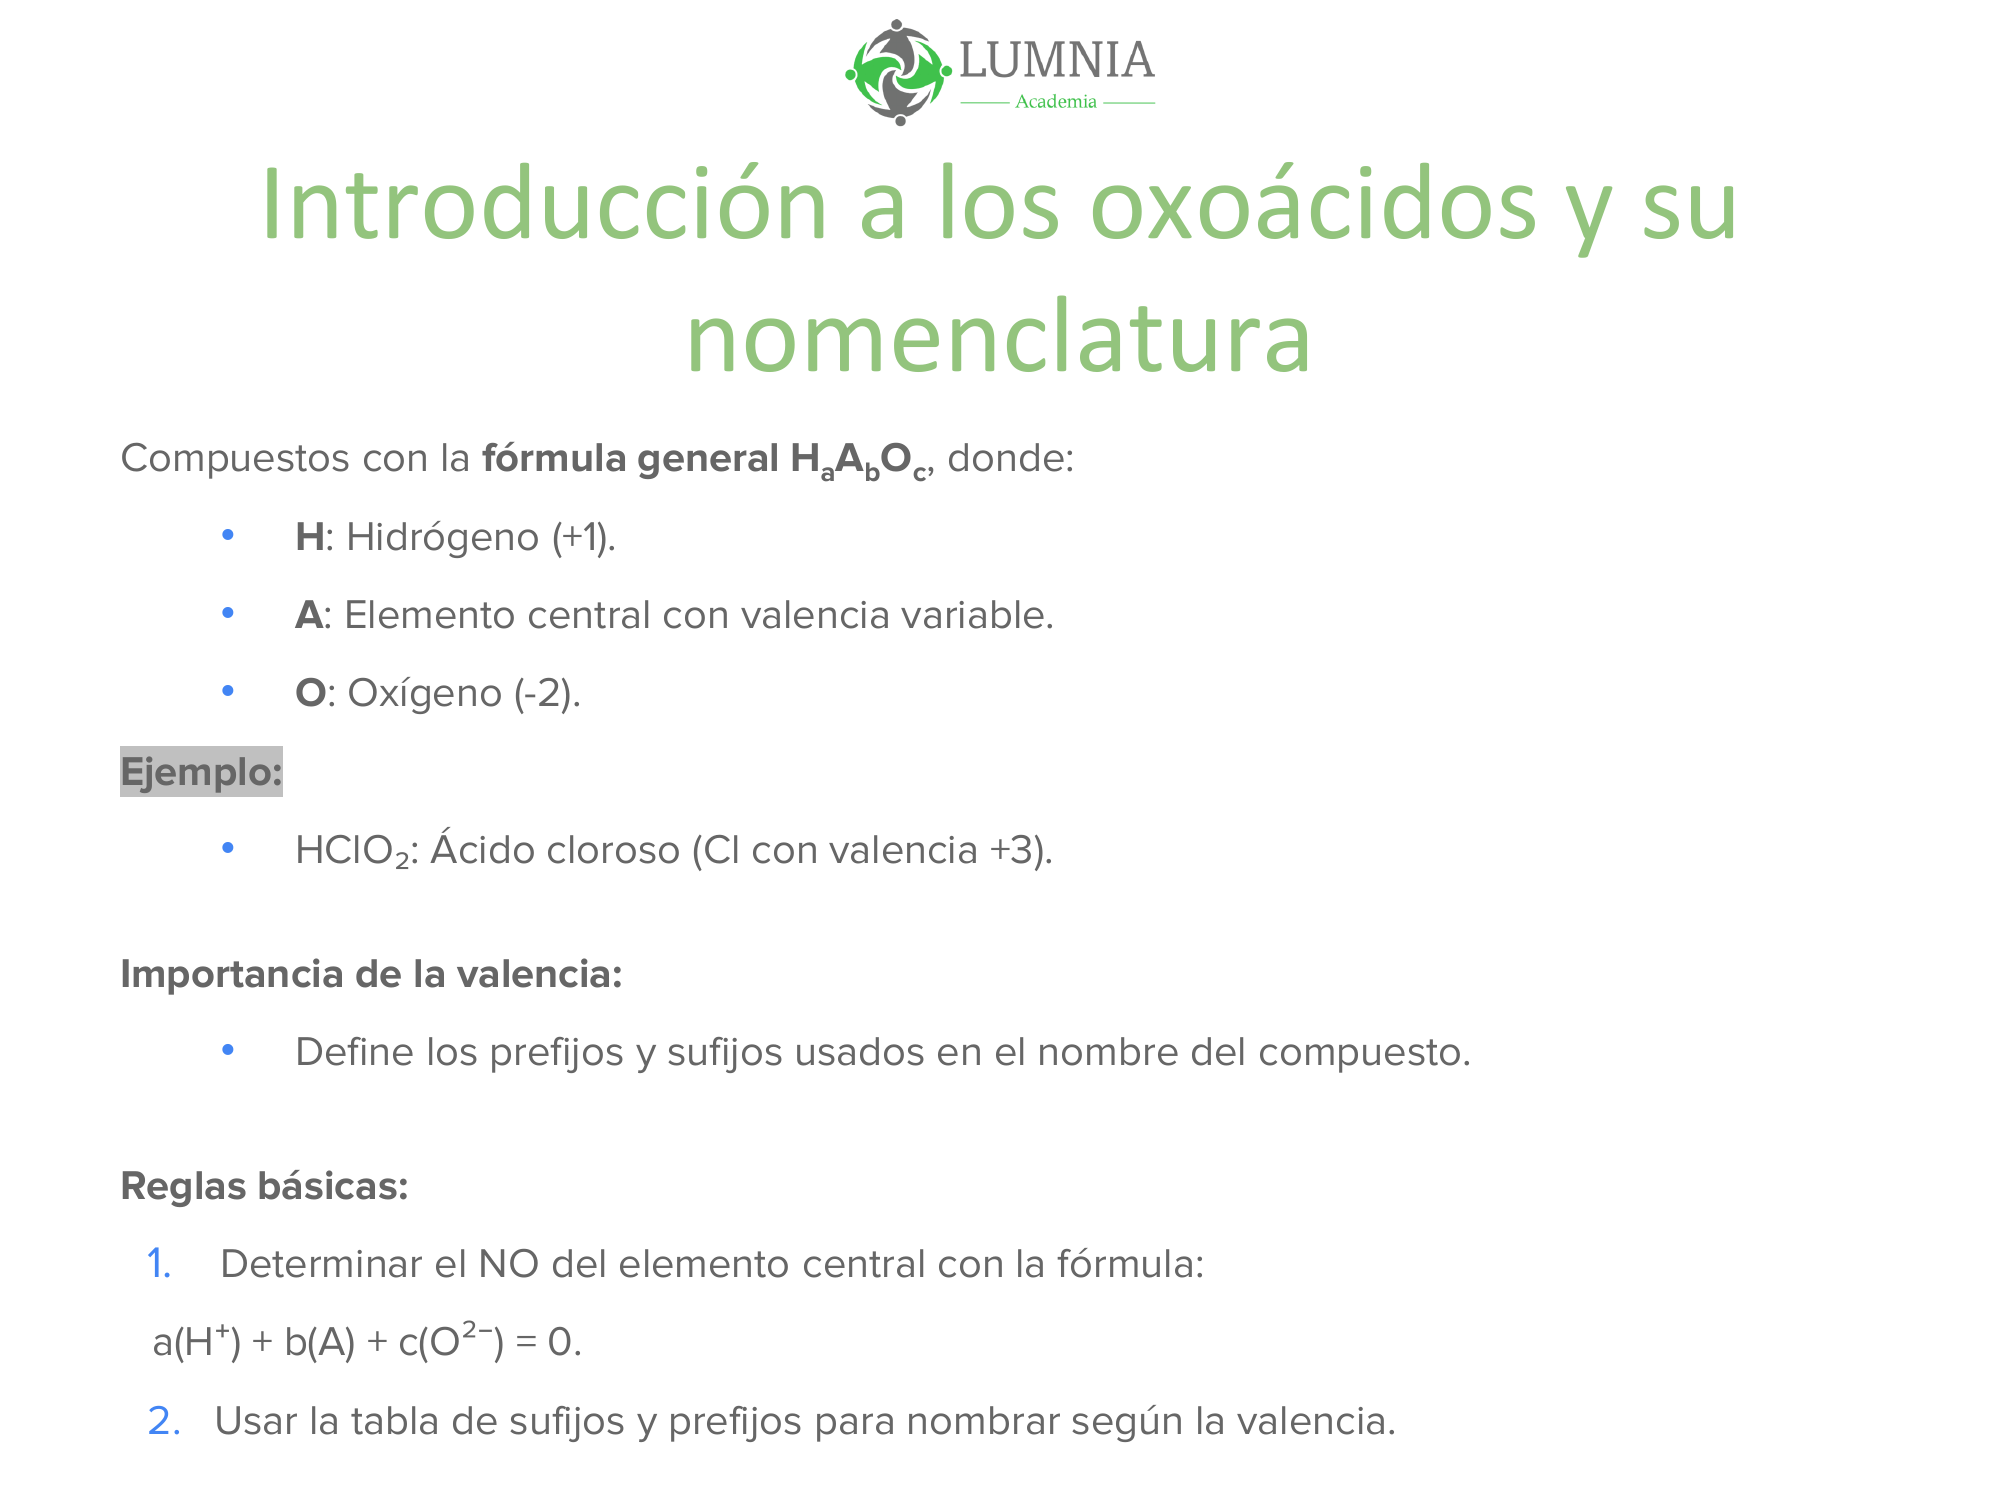 LUMNIA
Academia
Introducción a los oxoácidos y su
nomenclatura
Compuestos con la fórmula general HₐAbOc, donde:
• H: Hidrógeno (+1).
• A: Elemento central con valencia variable.
• O: Oxígeno (-2).
Ejemplo:
• HClO₂: Ácido cloroso (Cl con valencia +3).
Importancia de la valencia:
• Define los prefijos y sufijos usados en el nombre del compuesto.
Reglas básicas:
1. Determinar el NO del elemento central con la fórmula:
a(H⁺) + b(A) + c(O²⁻) = 0.
2. Usar la tabla de sufijos y prefijos para nombrar según la valencia.